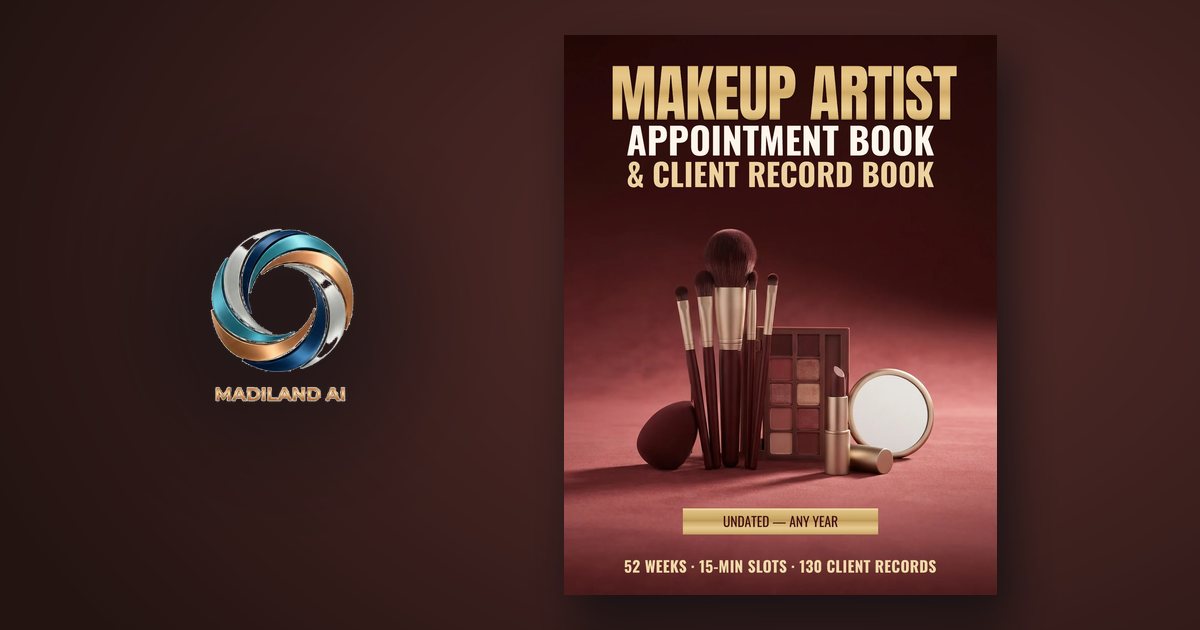 MADILAND AI
MAKEUP ARTIST
APPOINTMENT BOOK
& CLIENT RECORD BOOK
UNDATED — ANY YEAR
52 WEEKS · 15-MIN SLOTS · 130 CLIENT RECORDS